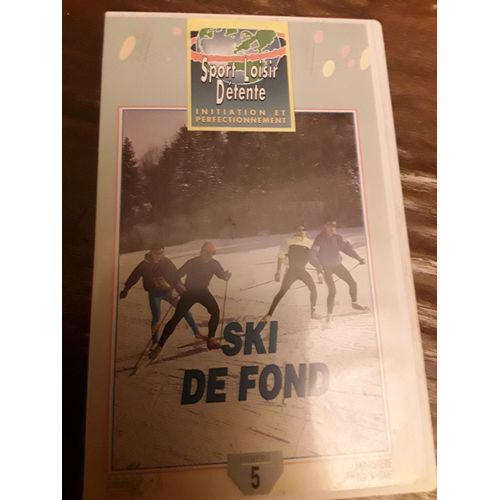 Sport Loisir
Détente
INITIATION ET
PERFECTIONNEMENT
SKI
DE FOND
5